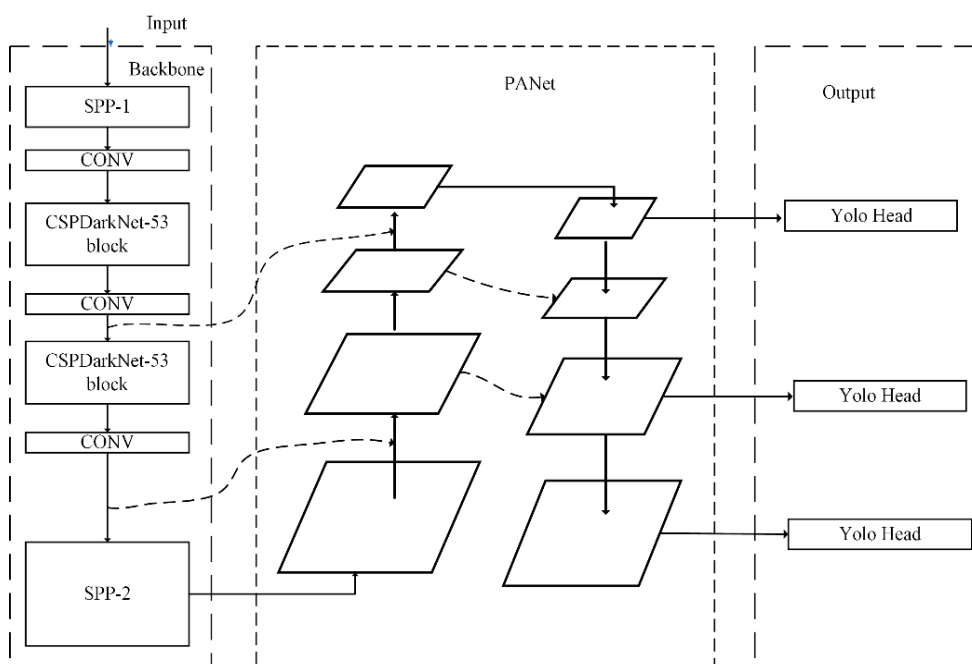 Input
Backbone
SPP-1
CONV
CSPDarkNet-53
block
CONV
CSPDarkNet-53
block
CONV
SPP-2
PANet
Output
Yolo Head
Yolo Head
Yolo Head